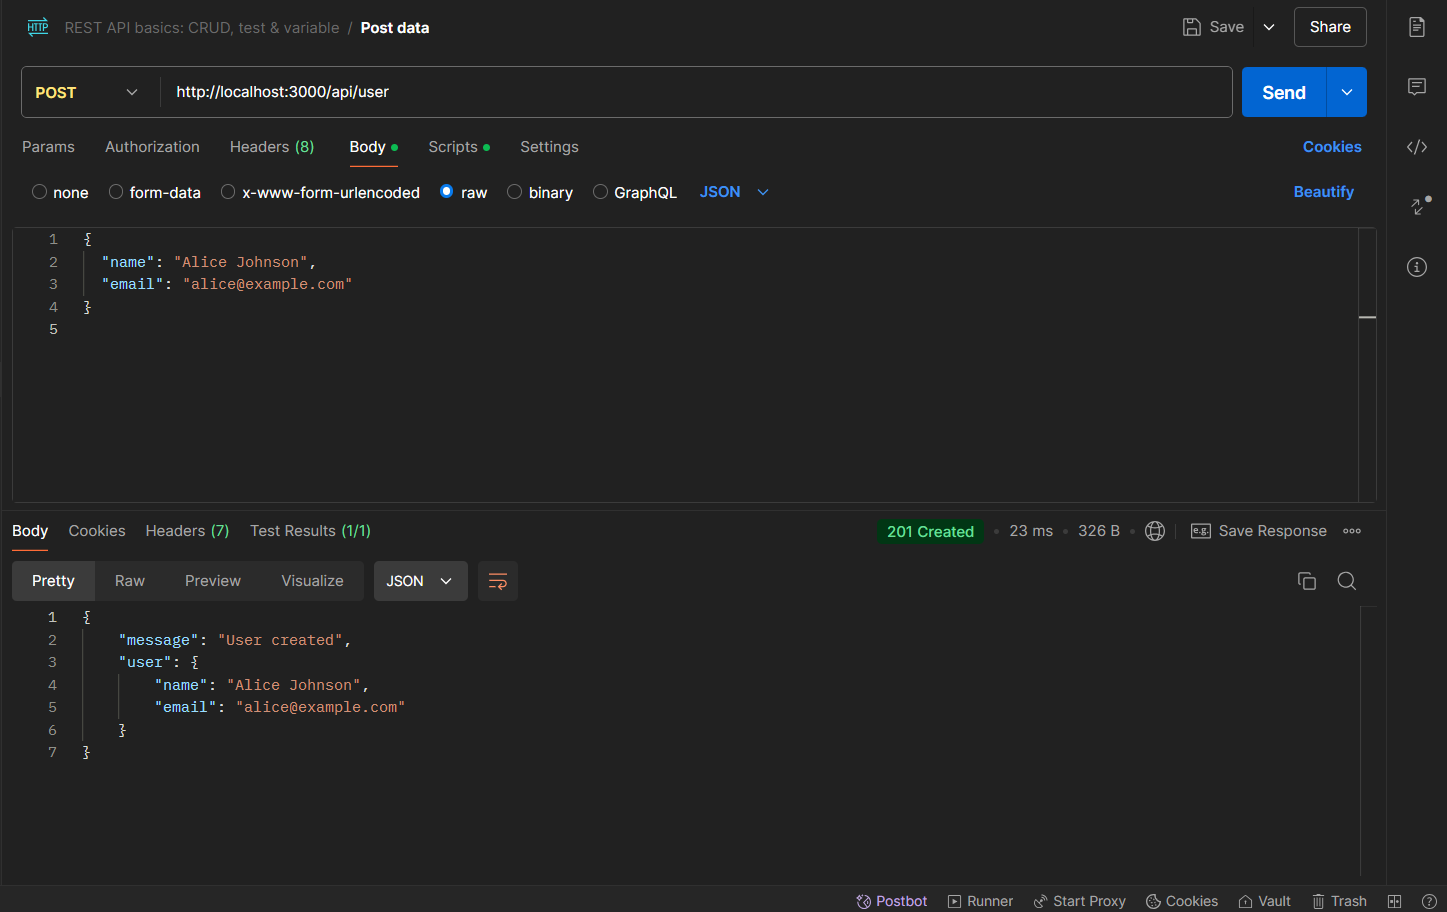 HTTP REST API basics: CRUD, test & variable / Post data Save Share
POST http://localhost:3000/api/user Send
Params Authorization Headers (8) Body Scripts Settings Cookies
none form-data x-www-form-urlencoded raw binary GraphQL JSON Beautify
1 {
2 "name": "Alice Johnson",
3 "email": "alice@example.com"
4 }
5
Body Cookies Headers (7) Test Results (1/1) 201 Created 23 ms 326 B e.g. Save Response
Pretty Raw Preview Visualize JSON
1 {
2 "message": "User created",
3 "user": {
4 "name": "Alice Johnson",
5 "email": "alice@example.com"
6 }
7 }
Postbot Runner Start Proxy Cookies Vault Trash